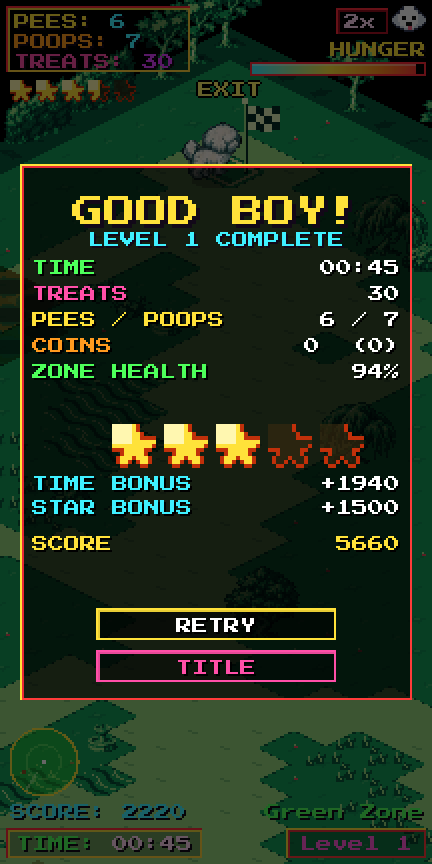 PEES: 6
POOPS: 7
TREATS: 30
2x
HUNGER
EXIT
GOOD BOY!
LEVEL 1 COMPLETE
TIME 00:45
TREATS 30
PEES / POOPS 6 / 7
COINS 0 (0)
ZONE HEALTH 94%
TIME BONUS +1940
STAR BONUS +1500
SCORE 5660
RETRY
TITLE
SCORE: 2220
Green Zone
TIME: 00:45
Level 1